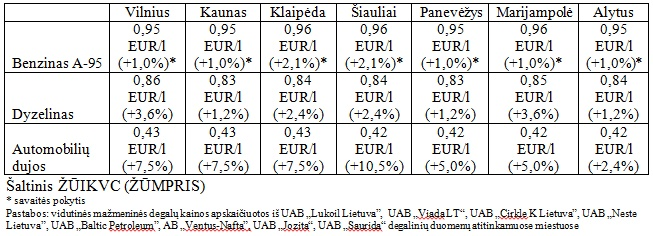 Vilnius Kaunas Klaipėda Šiauliai Panevėžys Marijampolė Alytus
0,95 0,95 0,96 0,96 0,95 0,96 0,95
EUR/l EUR/l EUR/l EUR/l EUR/l EUR/l EUR/l
Benzinas A-95 (+1,0%)* (+1,0%)* (+2,1%)* (+2,1%)* (+1,0%)* (+1,0%)* (+1,0%)*
0,86 0,83 0,84 0,84 0,83 0,85 0,84
EUR/l EUR/l EUR/l EUR/l EUR/l EUR/l EUR/l
Dyzelinas (+3,6%) (+1,2%) (+2,4%) (+2,4%) (+1,2%) (+3,6%) (+1,2%)
0,43 0,43 0,43 0,42 0,42 0,42 0,42
Automobilių EUR/l EUR/l EUR/l EUR/l EUR/l EUR/l EUR/l
dujos (+7,5%) (+7,5%) (+7,5%) (+10,5%) (+5,0%) (+5,0%) (+2,4%)
Šaltinis ŽŪIKVC (ŽŪMPRIS)
* savaitės pokytis
Pastabos: vidutinės mažmeninės degalų kainos apskaičiuotos iš UAB „Lukoil Lietuva”, UAB „Viada LT“, UAB „Cirkle K Lietuva”, UAB „Neste
Lietuva”, UAB „Baltic Petroleum”, AB „Ventus-Nafta”, UAB „Jozita”, UAB „Saurida” degalinių duomenų atitinkamuose miestuose